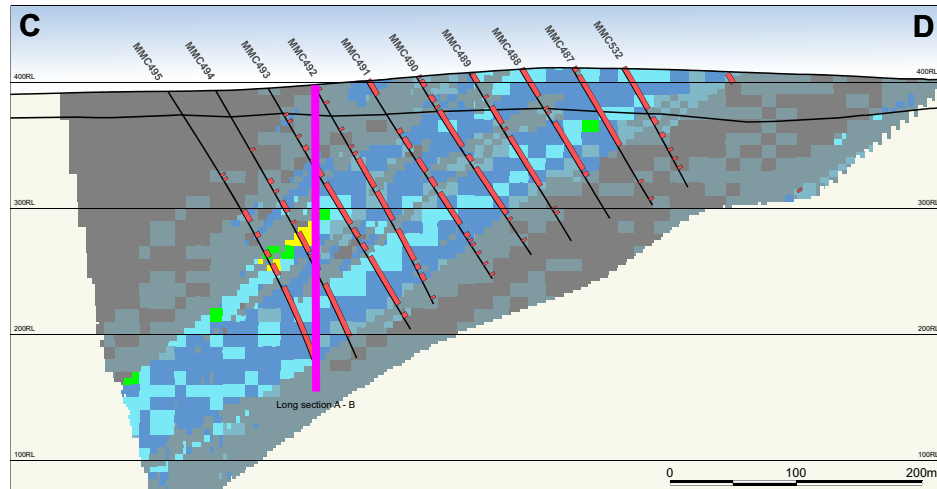 C
D
MMC495
MMC494
MMC493
MMC492
MMC491
MMC490
MMC489
MMC488
MMC487
MMC532
400RL
400RL
300RL
300RL
200RL
200RL
100RL
100RL
Long section A - B
0
100
200m